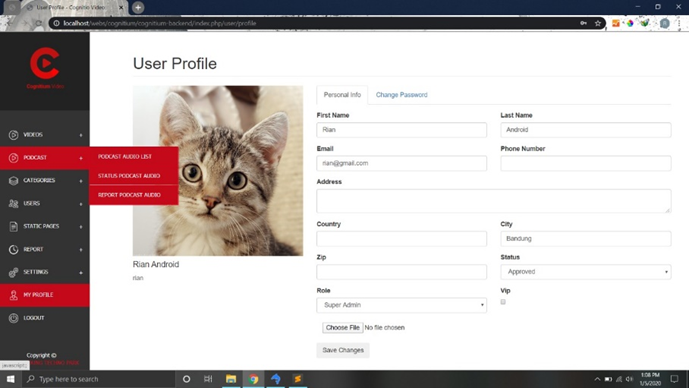 User Profile - Cognitio Video
localhost/webs/cognitium/cognitium-backend/index.php/user/profile
VIDEOS +
PODCAST +
PODCAST AUDIO LIST
STATUS PODCAST AUDIO
REPORT PODCAST AUDIO
CATEGORIES +
USERS +
STATIC PAGES +
REPORT +
SETTINGS +
MY PROFILE
LOGOUT
Copyright ©
javascript:;
User Profile
Rian Android
rian
Personal Info
Change Password
First Name
Rian
Last Name
Android
Email
rian@gmail.com
Phone Number
Address
Country
City
Bandung
Zip
Status
Approved
Role
Super Admin
Vip
Choose File No file chosen
Save Changes
Type here to search
1:08 PM
1/5/2020